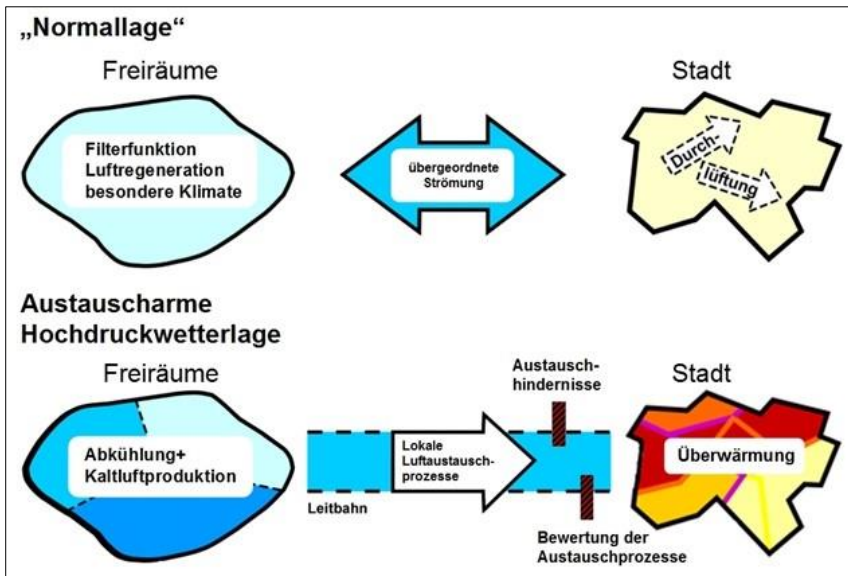 „Normallage“
Freiräume
Stadt
Filterfunktion
Luftregeneration
besondere Klimate
übergeordnete
Strömung
Durch-
lüftung
Austauscharme
Hochdruckwetterlage
Freiräume
Austausch-
hindernisse
Stadt
Abkühlung+
Kaltluftproduktion
Lokale
Luftaustausch-
prozesse
Überwärmung
Leitbahn
Bewertung der
Austauschprozesse